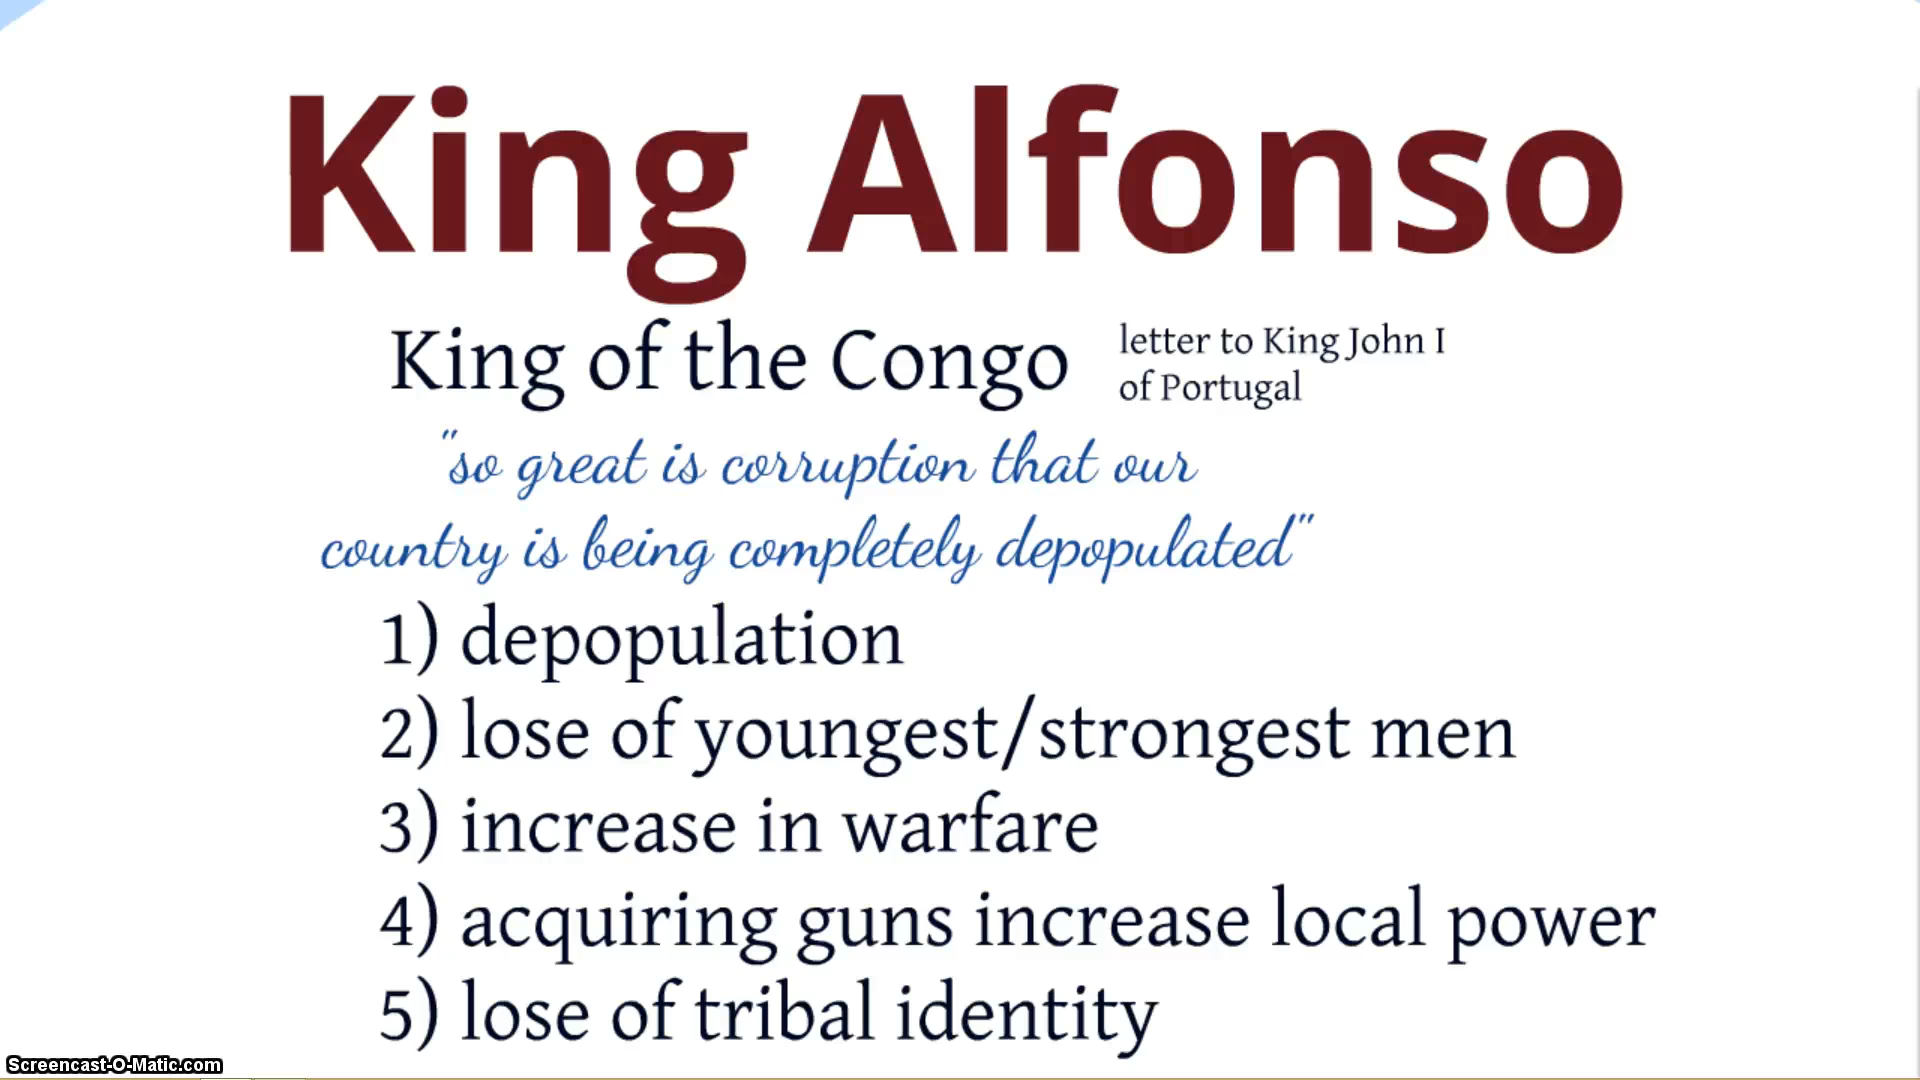 King Alfonso
King of the Congo
letter to King John I
of Portugal
"so great is corruption that our
country is being completely depopulated"
1) depopulation
2) lose of youngest/strongest men
3) increase in warfare
4) acquiring guns increase local power
5) lose of tribal identity
Screencast-O-Matic.com